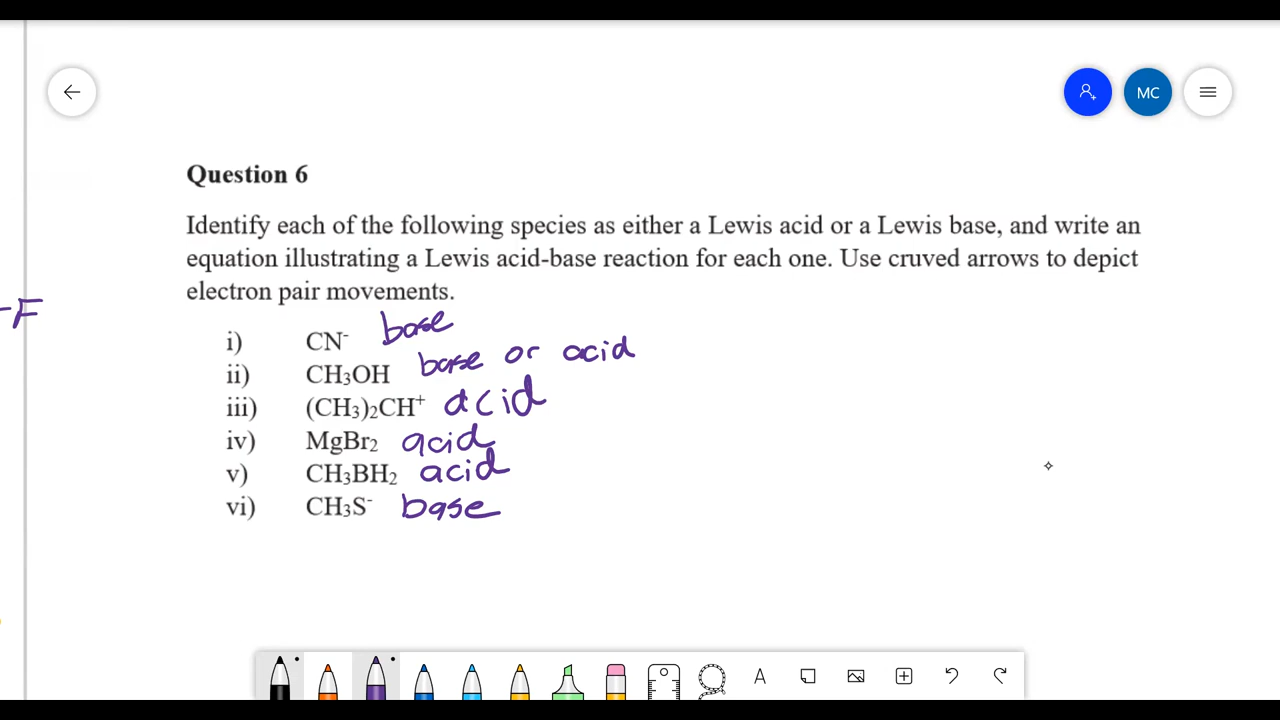 MC
Question 6
Identify each of the following species as either a Lewis acid or a Lewis base, and write an
equation illustrating a Lewis acid-base reaction for each one. Use cruved arrows to depict
electron pair movements.
-F
i) CN⁻ base
ii) CH₃OH base or acid
iii) (CH₃)₂CH⁺ acid
iv) MgBr₂ acid
v) CH₃BH₂ acid
vi) CH₃S⁻ base
A